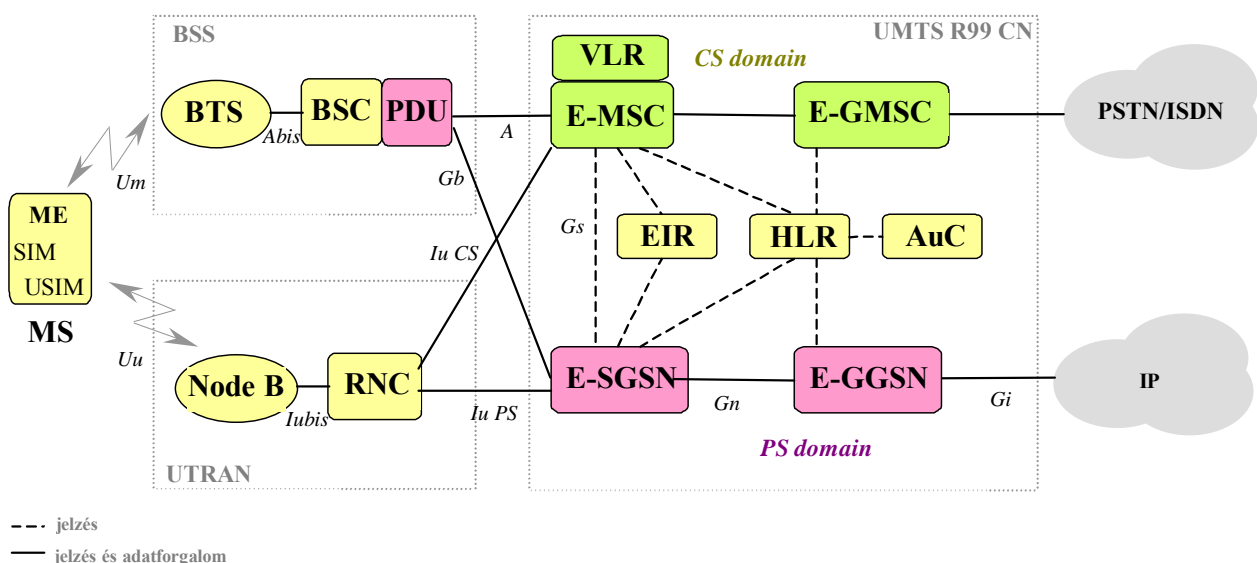 BSS
UMTS R99 CN
VLR
CS domain
BTS
BSC
PDU
E-MSC
E-GMSC
PSTN/ISDN
Abis
A
Um
Gb
ME
SIM
USIM
MS
Gs
EIR
HLR
AuC
Iu CS
Uu
Node B
RNC
E-SGSN
E-GGSN
IP
Iubis
Iu PS
Gn
Gi
PS domain
UTRAN
jelzés
jelzés és adatforgalom